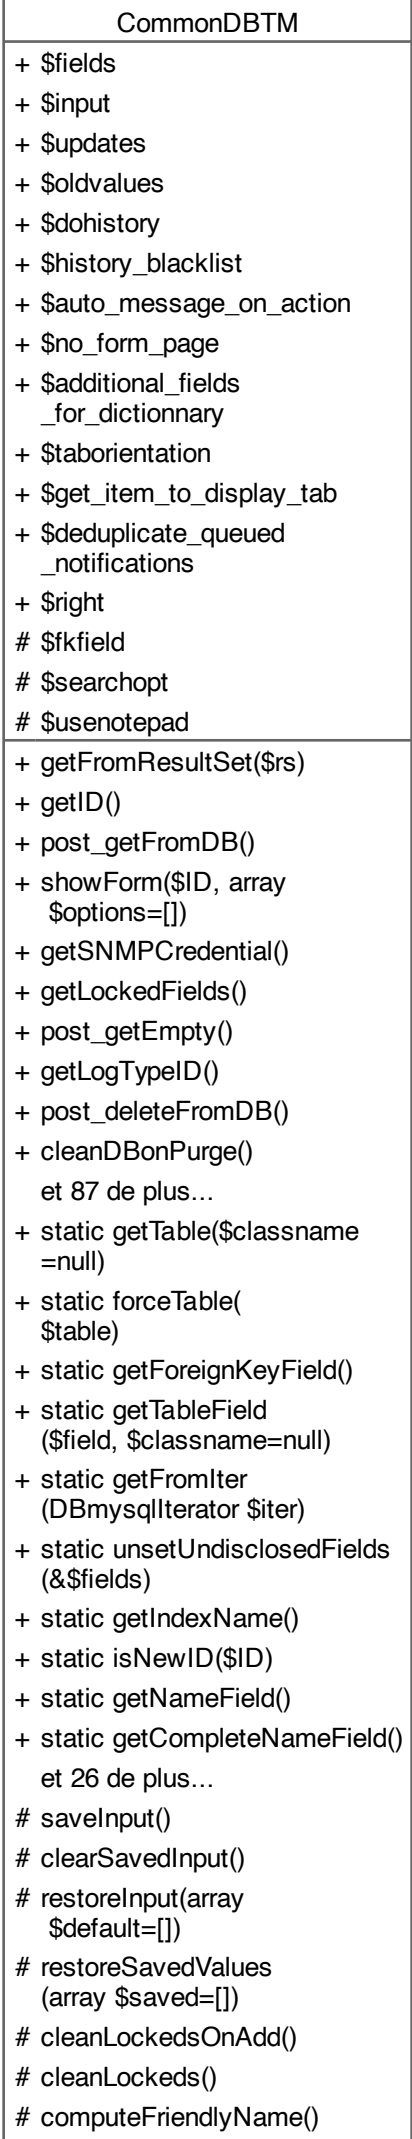 CommonDBTM
+ $fields
+ $input
+ $updates
+ $oldvalues
+ $dohistory
+ $history_blacklist
+ $auto_message_on_action
+ $no_form_page
+ $additional_fields
_for_dictionnary
+ $taborientation
+ $get_item_to_display_tab
+ $deduplicate_queued
_notifications
+ $right
# $fkfield
# $searchopt
# $usenotepad
+ getFromResultSet($rs)
+ getID()
+ post_getFromDB()
+ showForm($ID, array
$options=[])
+ getSNMPCredential()
+ getLockedFields()
+ post_getEmpty()
+ getLogTypeID()
+ post_deleteFromDB()
+ cleanDBonPurge()
et 87 de plus...
+ static getTable($classname
=null)
+ static forceTable(
$table)
+ static getForeignKeyField()
+ static getTableField
($field, $classname=null)
+ static getFromIter
(DBmysqlIterator $iter)
+ static unsetUndisclosedFields
(&$fields)
+ static getIndexName()
+ static isNewID($ID)
+ static getNameField()
+ static getCompleteNameField()
et 26 de plus...
# saveInput()
# clearSavedInput()
# restoreInput(array
$default=[])
# restoreSavedValues
(array $saved=[])
# cleanLockedsOnAdd()
# cleanLockeds()
# computeFriendlyName()